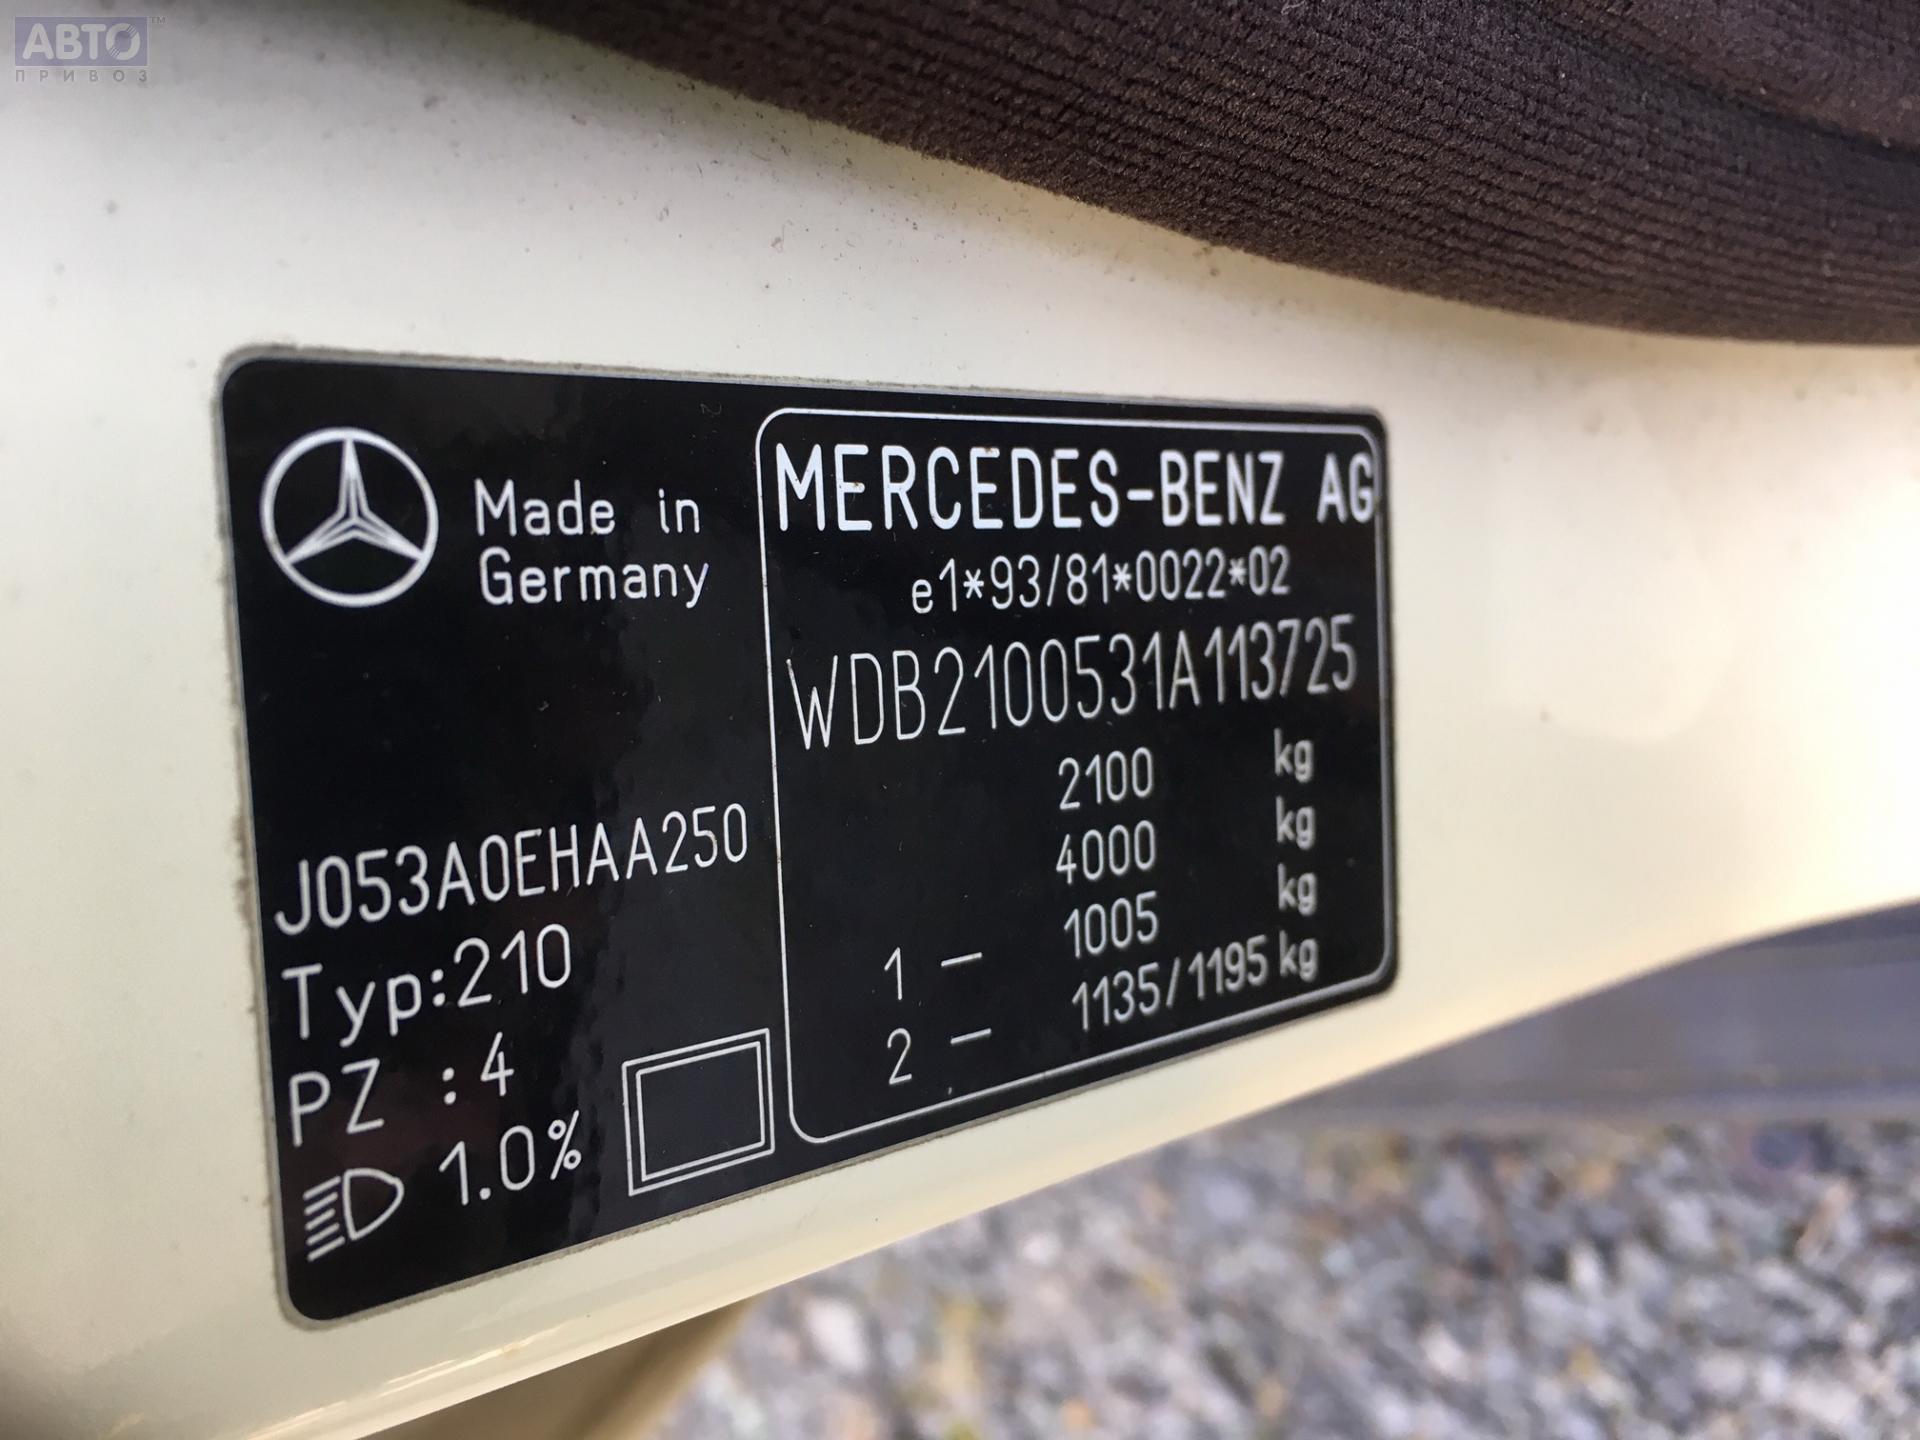 АВТО™
ПРИВОЗ
Made in
Germany
J053A0EHAA250
Typ:210
PZ :4
1.0%
MERCEDES-BENZ AG
e1*93/81*0022*02
WDB2100531A113725
2100 kg
4000 kg
1 – 1005 kg
2 – 1135/1195 kg